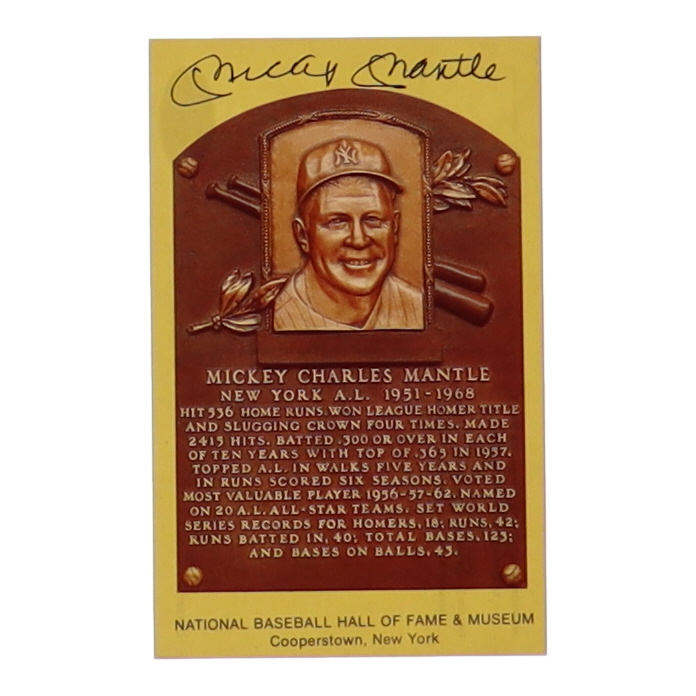 Mickey Mantle
NY
MICKEY CHARLES MANTLE
NEW YORK A.L. 1951-1968
HIT 536 HOME RUNS. WON LEAGUE HOMER TITLE
AND SLUGGING CROWN FOUR TIMES. MADE
2415 HITS. BATTED .300 OR OVER IN EACH
OF TEN YEARS WITH TOP OF .365 IN 1957.
TOPPED A.L. IN WALKS FIVE YEARS AND
IN RUNS SCORED SIX SEASONS. VOTED
MOST VALUABLE PLAYER 1956-57-62. NAMED
ON 20 A.L. ALL-STAR TEAMS. SET WORLD
SERIES RECORDS FOR HOMERS, 18; RUNS, 42;
RUNS BATTED IN, 40; TOTAL BASES, 123;
AND BASES ON BALLS, 43.
NATIONAL BASEBALL HALL OF FAME & MUSEUM
Cooperstown, New York